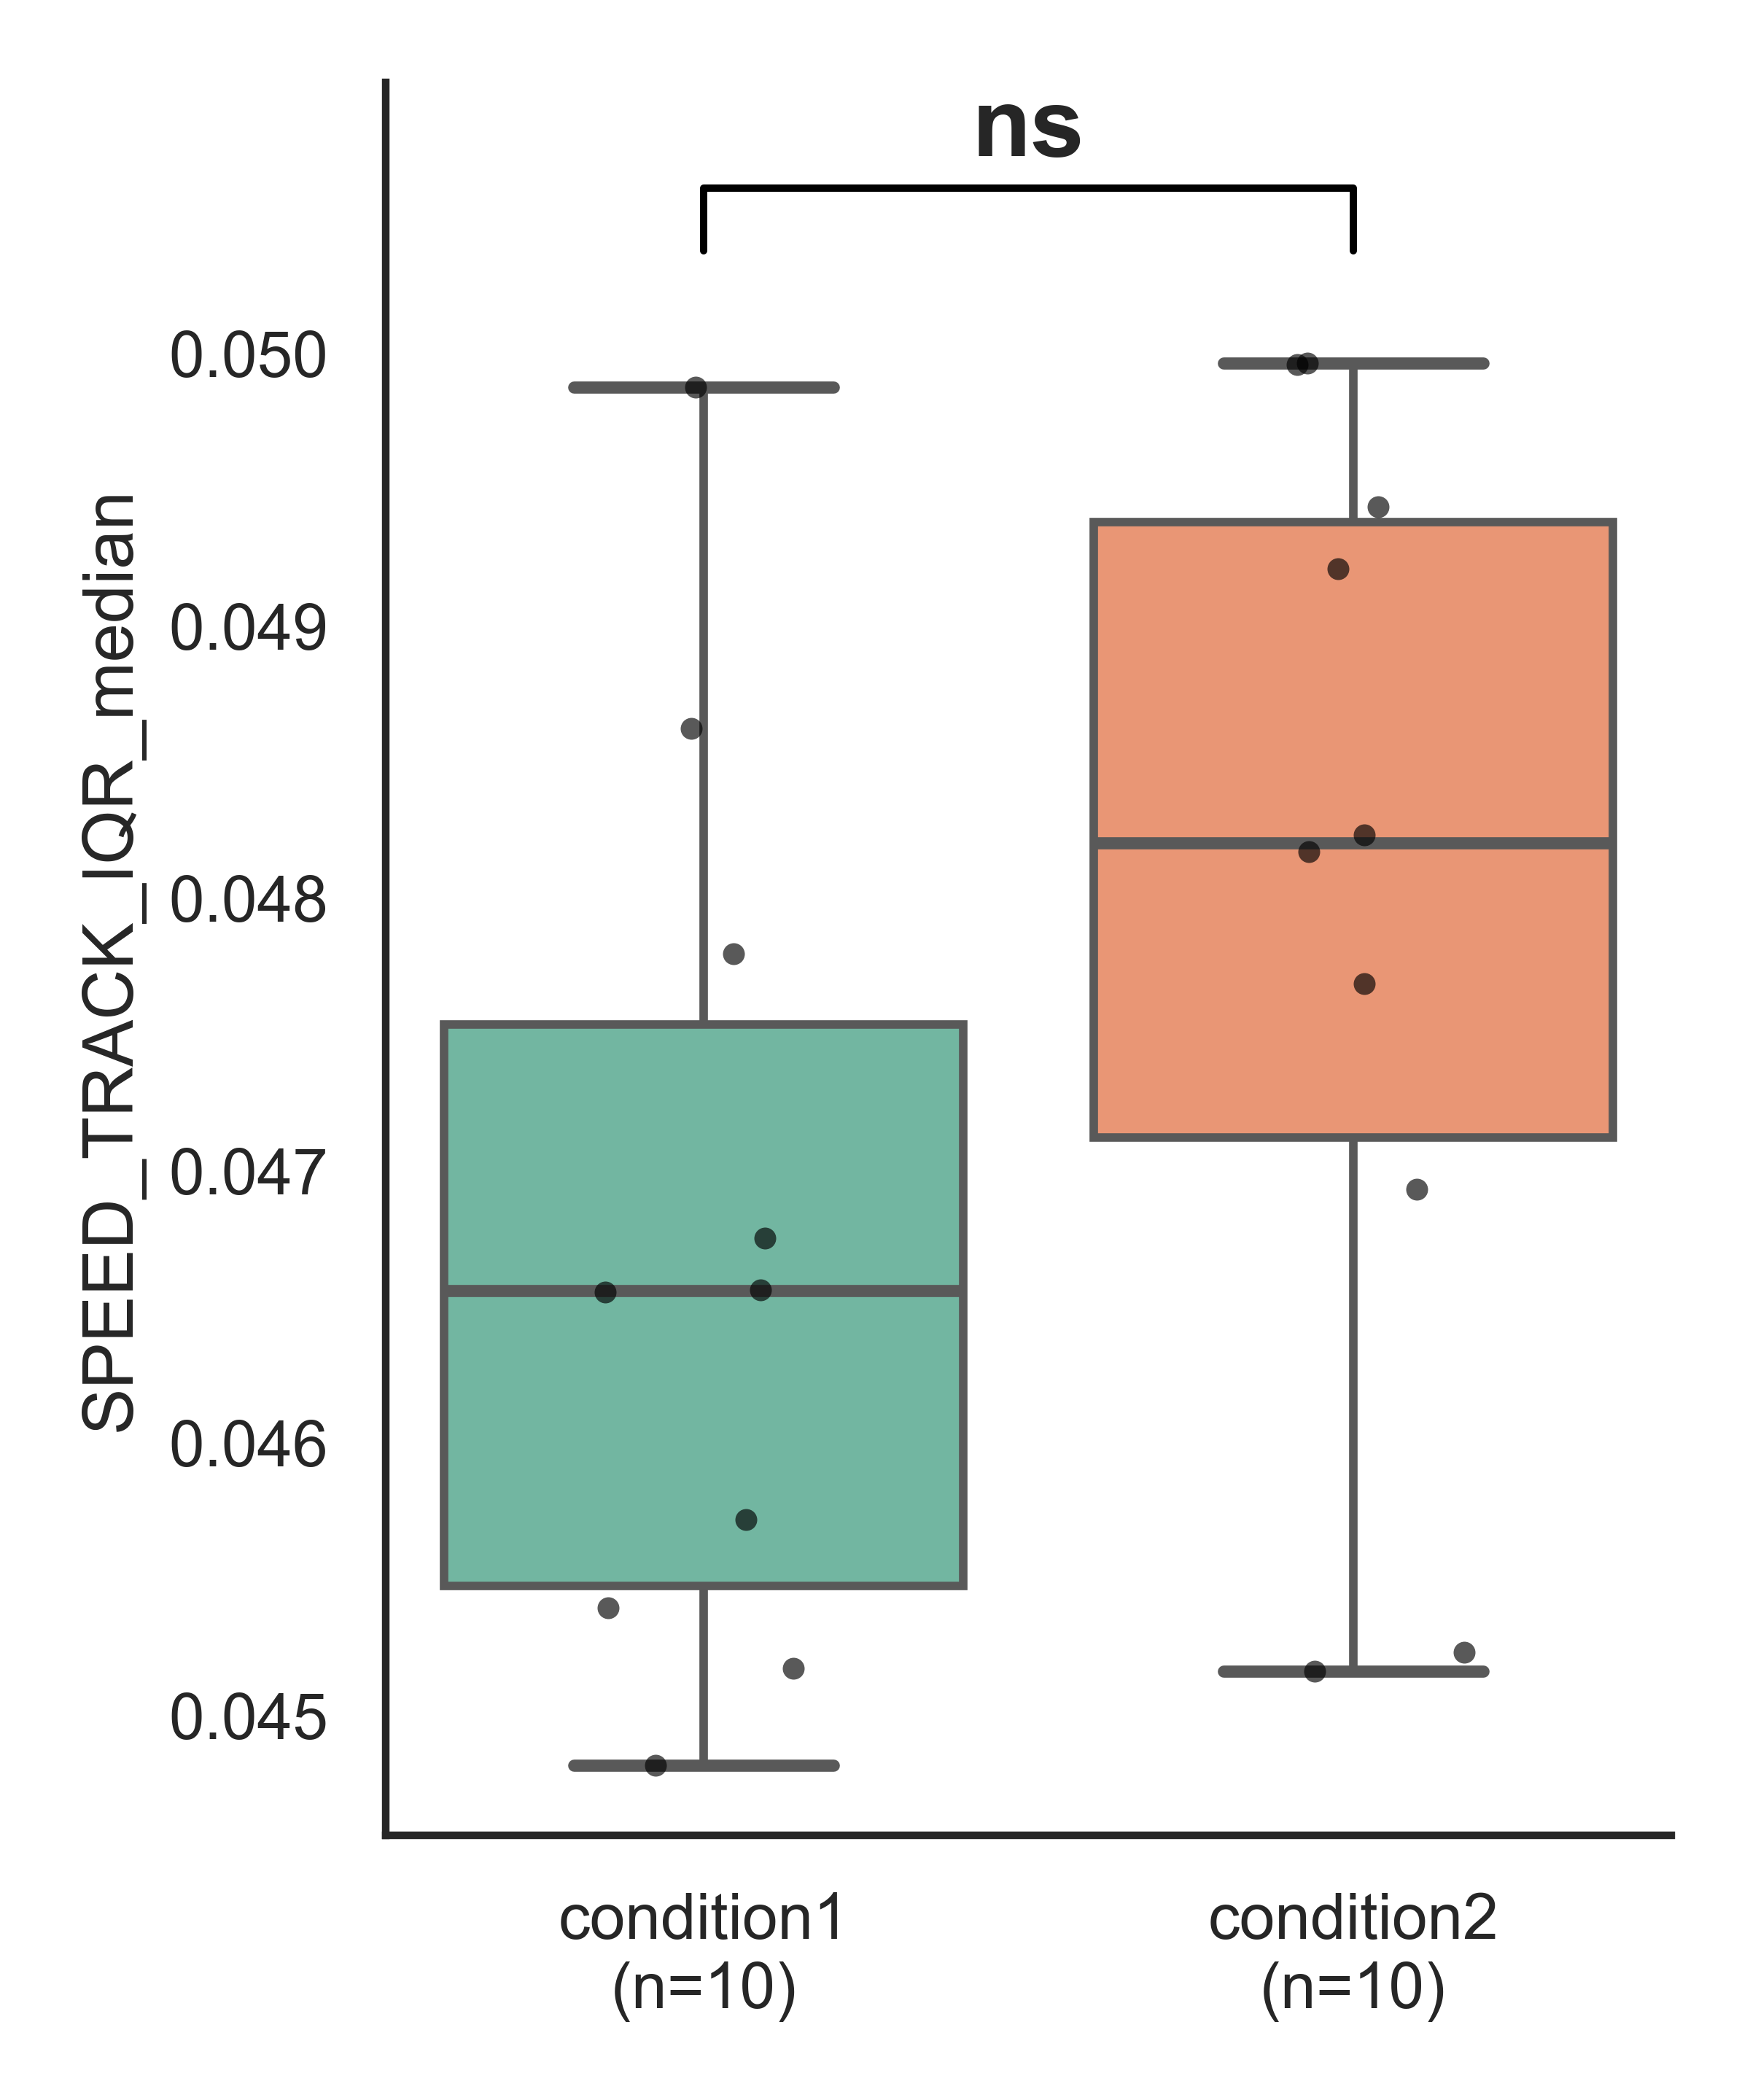 ns
0.050
0.049
0.048
0.047
0.046
0.045
SPEED_TRACK_IQR_median
condition1
(n=10)
condition2
(n=10)